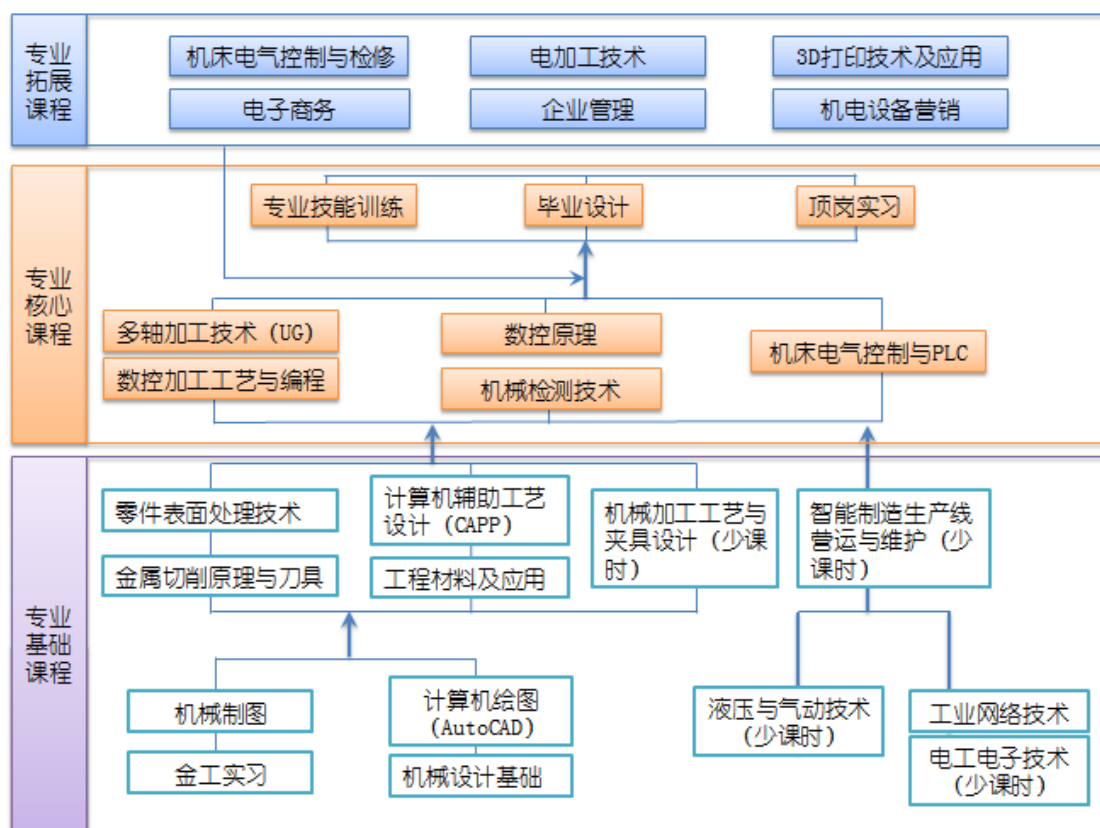 专业
拓展
课程
机床电气控制与检修
电加工技术
3D打印技术及应用
电子商务
企业管理
机电设备营销
专业
核心
课程
专业技能训练
毕业设计
顶岗实习
多轴加工技术（UG）
数控原理
机床电气控制与PLC
数控加工工艺与编程
机械检测技术
专业
基础
课程
零件表面处理技术
计算机辅助工艺
设计（CAPP）
机械加工工艺与
夹具设计（少课
时）
智能制造生产线
营运与维护（少
课时）
金属切削原理与刀具
工程材料及应用
机械制图
计算机绘图
(AutoCAD)
液压与气动技术
（少课时）
工业网络技术
金工实习
机械设计基础
电工电子技术
（少课时）